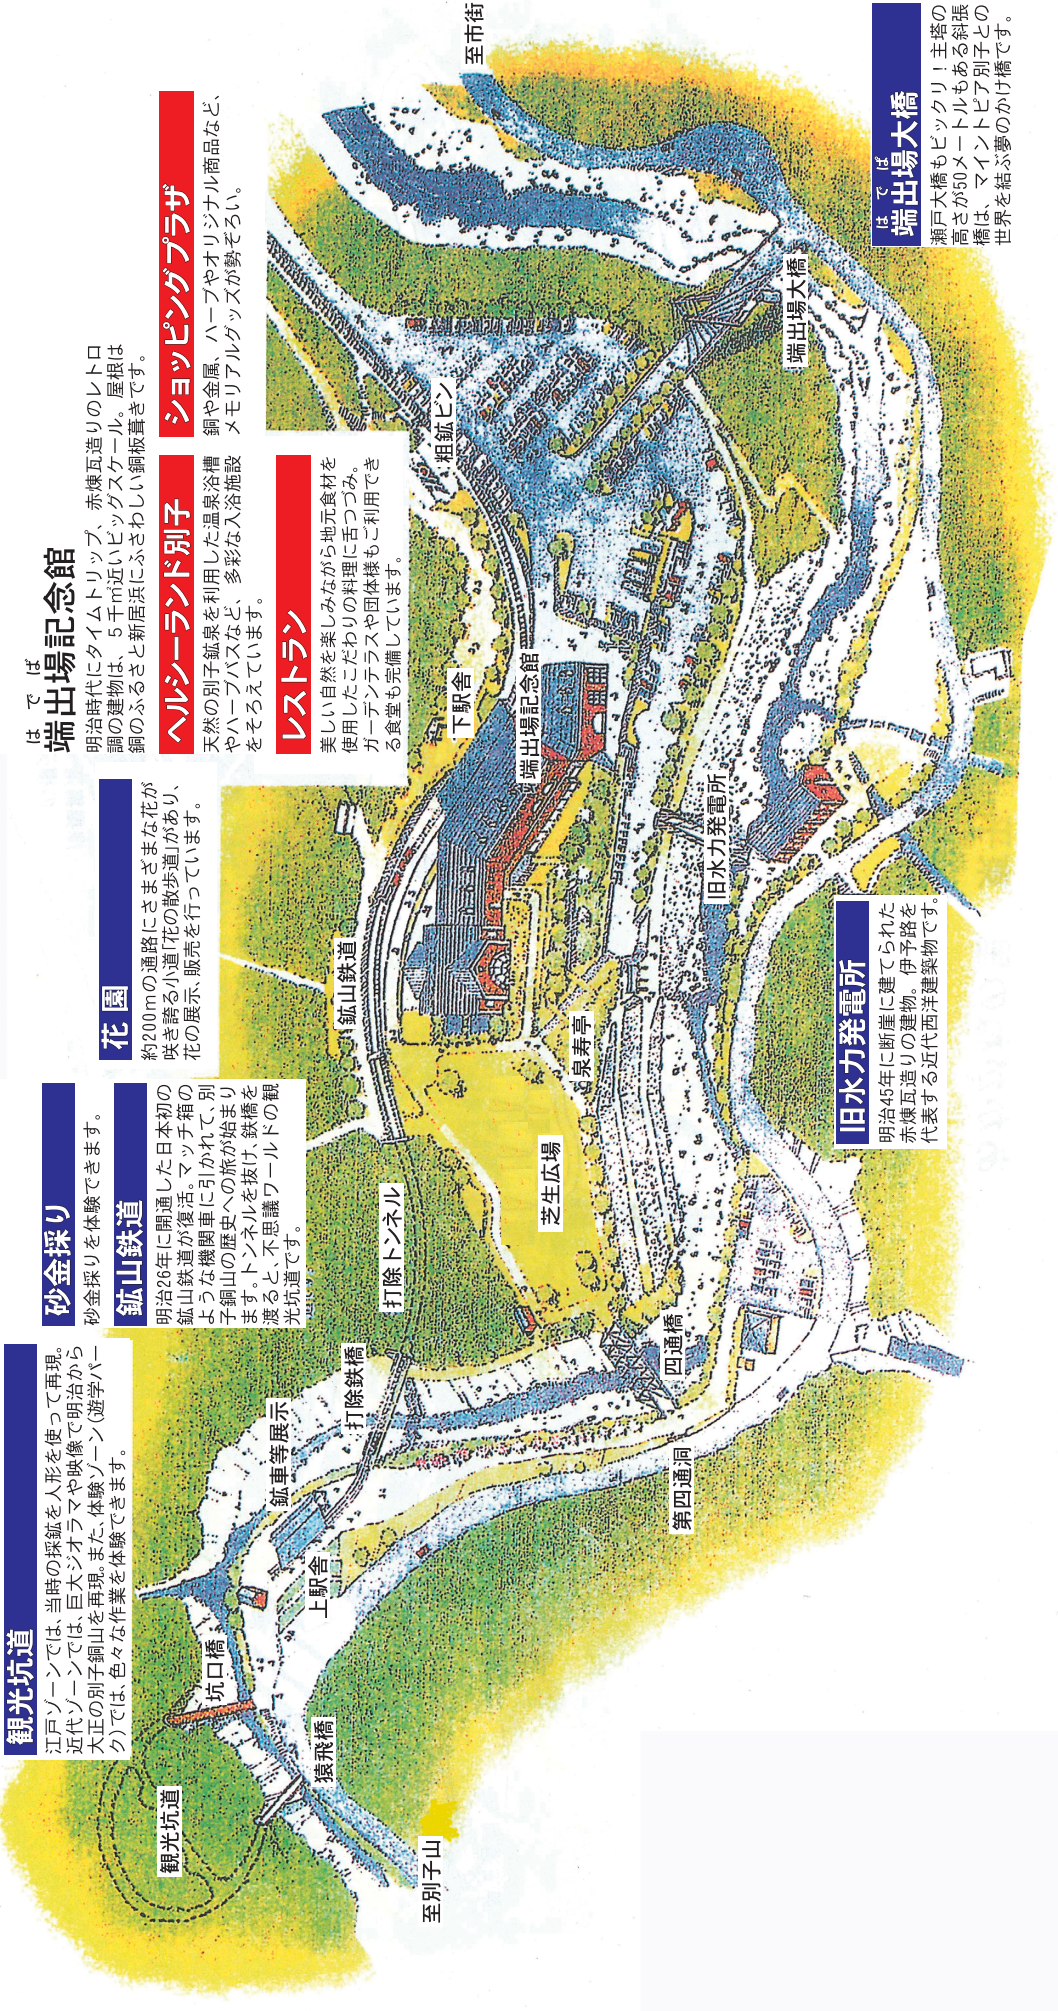 観光坑道
江戸ゾーンでは、当時の採鉱を人形を使って再現。
近代ゾーンでは、巨大ジオラマや映像で明治から
大正の別子銅山を再現。また、体験ゾーン（遊学パー
ク）では、色々な作業を体験できます。
砂金採り
砂金採りを体験できます。
鉱山鉄道
明治26年に開通した日本初の
鉱山鉄道が復活。マッチ箱の
ような機関車に引かれて、別
子銅山の歴史への旅が始まり
ます。トンネルを抜け、鉄橋を
渡ると、不思議ワールドの観
光坑道です。
花園
約200mの通路にさまざまな花が
咲き誇る小道「花の散歩道」があり、
花の展示、販売を行っています。
はでば
端出場記念館
明治時代にタイムトリップ、赤煉瓦造りのレトロ
調の建物は、5千㎡近いビッグスケール。屋根は
銅のふるさと新居浜にふさわしい銅板葺きです。
ヘルシーランド別子
天然の別子鉱泉を利用した温泉浴槽
やハーブバスなど、多彩な入浴施設
をそろえています。
ショッピングプラザ
銅や金属、ハーブやオリジナル商品など、
メモリアルグッズが勢ぞろい。
レストラン
美しい自然を楽しみながら地元食材を
使用したこだわりの料理に舌つづみ。
ガーデンテラスや団体様もご利用でき
る食堂も完備しています。
はでば
端出場大橋
瀬戸大橋もビックリ！主塔の
高さが50メートルもある斜張
橋は、マイントピア別子との
世界を結ぶ夢のかけ橋です。
旧水力発電所
明治45年に断崖に建てられた
赤煉瓦造りの建物。伊予路を
代表する近代西洋建築物です。
観光坑道
坑口橋
猿飛橋
至別子山
上駅舎
鉱車等展示
打除鉄橋
打除トンネル
鉱山鉄道
芝生広場
泉寿亭
四通橋
第四通洞
旧水力発電所
端出場記念館
下駅舎
粗鉱ビン
端出場大橋
至市街